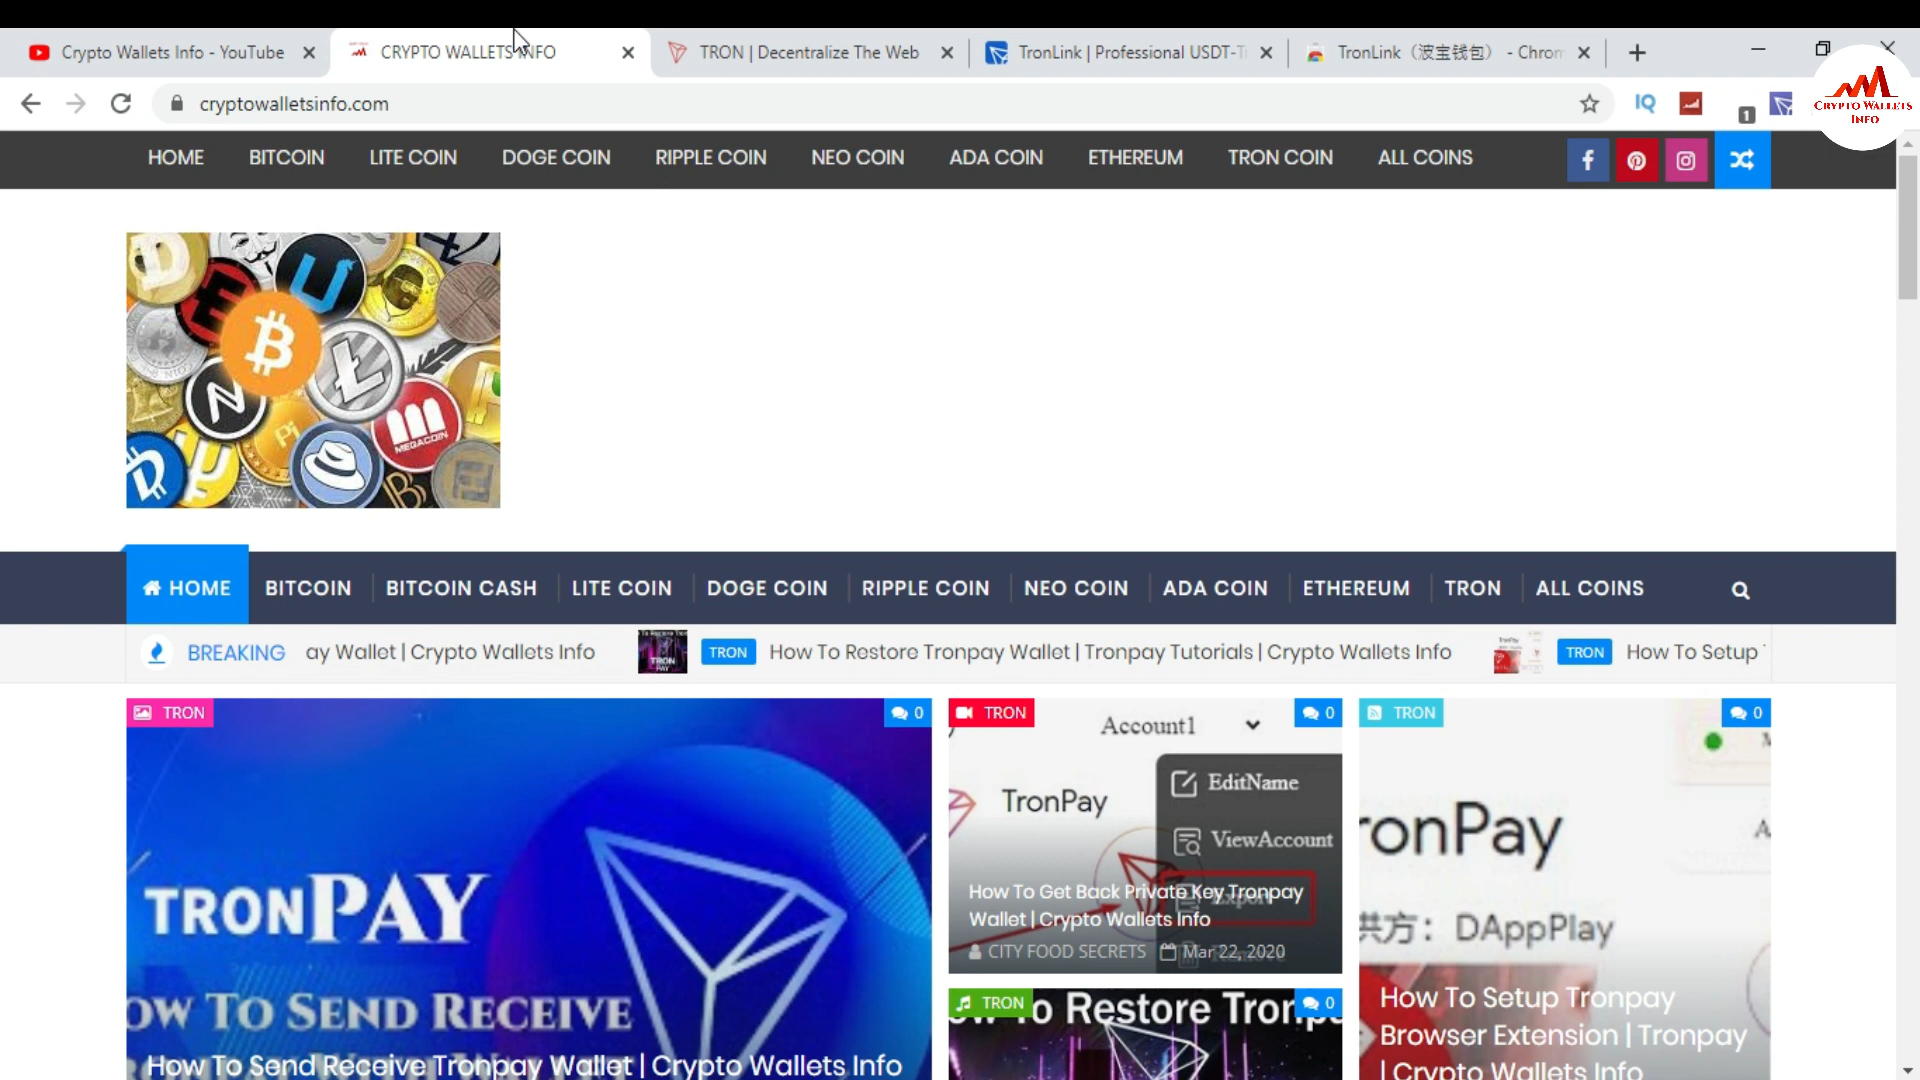 Crypto Wallets Info - YouTube
CRYPTO WALLETS INFO
TRON | Decentralize The Web
TronLink | Professional USDT-T
TronLink（波宝钱包） - Chrom
cryptowalletsinfo.com
IQ
1
CRYPTO WALLETS
INFO
HOME BITCOIN LITE COIN DOGE COIN RIPPLE COIN NEO COIN ADA COIN ETHEREUM TRON COIN ALL COINS
MEGACOIN
HOME BITCOIN BITCOIN CASH LITE COIN DOGE COIN RIPPLE COIN NEO COIN ADA COIN ETHEREUM TRON ALL COINS
BREAKING ay Wallet | Crypto Wallets Info TRON How To Restore Tronpay Wallet | Tronpay Tutorials | Crypto Wallets Info TRON How To Setup
TRON 0
TRONPAY
OW TO SEND RECEIVE
How To Send Receive Tronpay Wallet | Crypto Wallets Info
TRON 0
Account1
EditName
TronPay
ViewAccount
Export
How To Get Back Private Key Tronpay
Wallet | Crypto Wallets Info
CITY FOOD SECRETS Mar 22, 2020
TRON 0
o Restore Tronp
TRON 0
ronPay
供方： DAppPlay
How To Setup Tronpay
Browser Extension | Tronpay
| Crypto Wallets Info